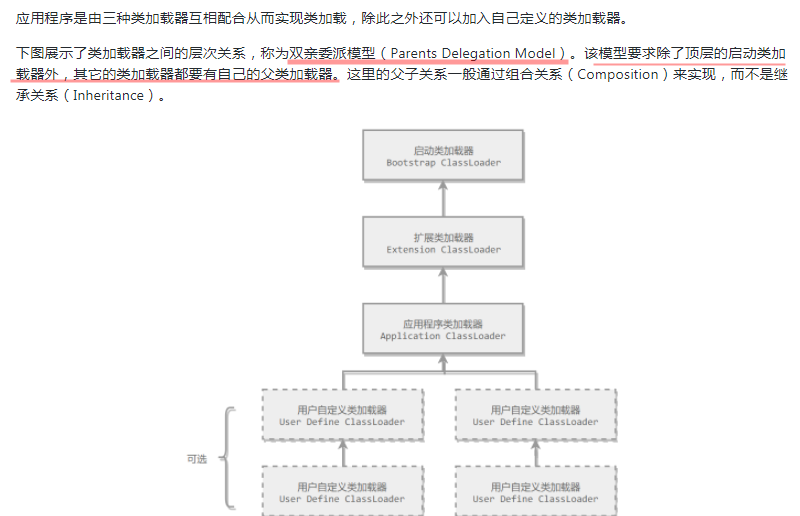 应用程序是由三种类加载器互相配合从而实现类加载，除此之外还可以加入自己定义的类加载器。
下图展示了类加载器之间的层次关系，称为双亲委派模型（Parents Delegation Model）。该模型要求除了顶层的启动类加
载器外，其它的类加载器都要有自己的父类加载器。这里的父子关系一般通过组合关系（Composition）来实现，而不是继
承关系（Inheritance）。
启动类加载器
Bootstrap ClassLoader
扩展类加载器
Extension ClassLoader
应用程序类加载器
Application ClassLoader
用户自定义类加载器
User Define ClassLoader
用户自定义类加载器
User Define ClassLoader
可选
用户自定义类加载器
User Define ClassLoader
用户自定义类加载器
User Define ClassLoader